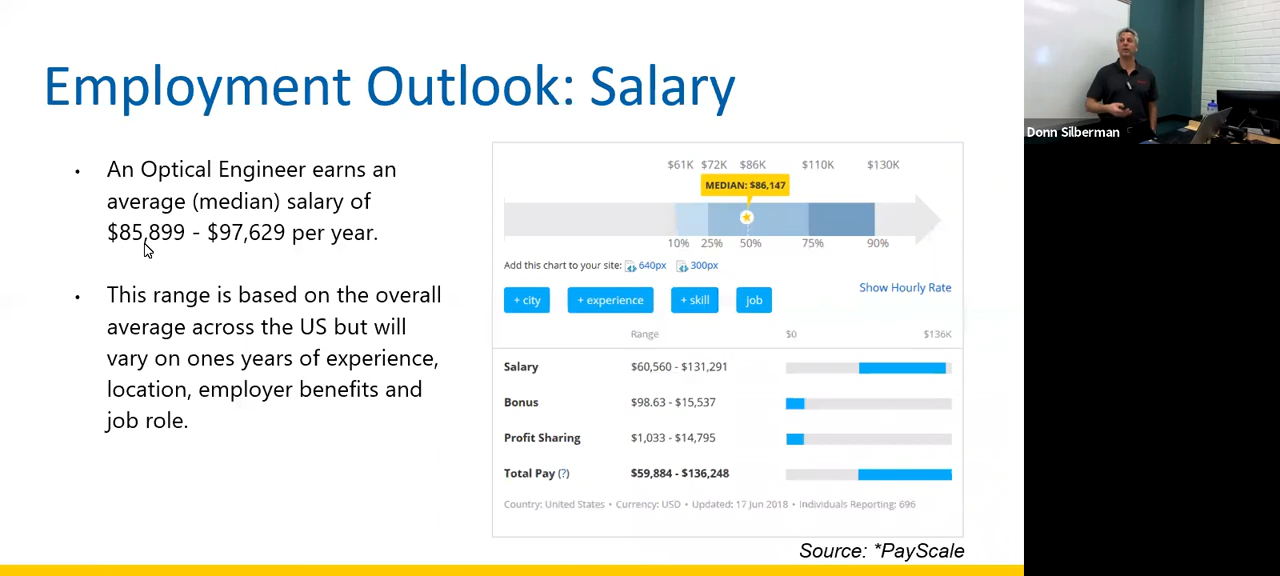 Employment Outlook: Salary
• An Optical Engineer earns an
average (median) salary of
$85,899 - $97,629 per year.
• This range is based on the overall
average across the US but will
vary on ones years of experience,
location, employer benefits and
job role.
$61K $72K $86K $110K $130K
MEDIAN: $86,147
10% 25% 50% 75% 90%
Add this chart to your site: 640px 300px
Show Hourly Rate
+ city + experience + skill job
Range $0 $136K
Salary $60,560 - $131,291
Bonus $98.63 - $15,537
Profit Sharing $1,033 - $14,795
Total Pay (?) $59,884 - $136,248
Country: United States • Currency: USD • Updated: 17 Jun 2018 • Individuals Reporting: 696
Source: *PayScale
Donn Silberman